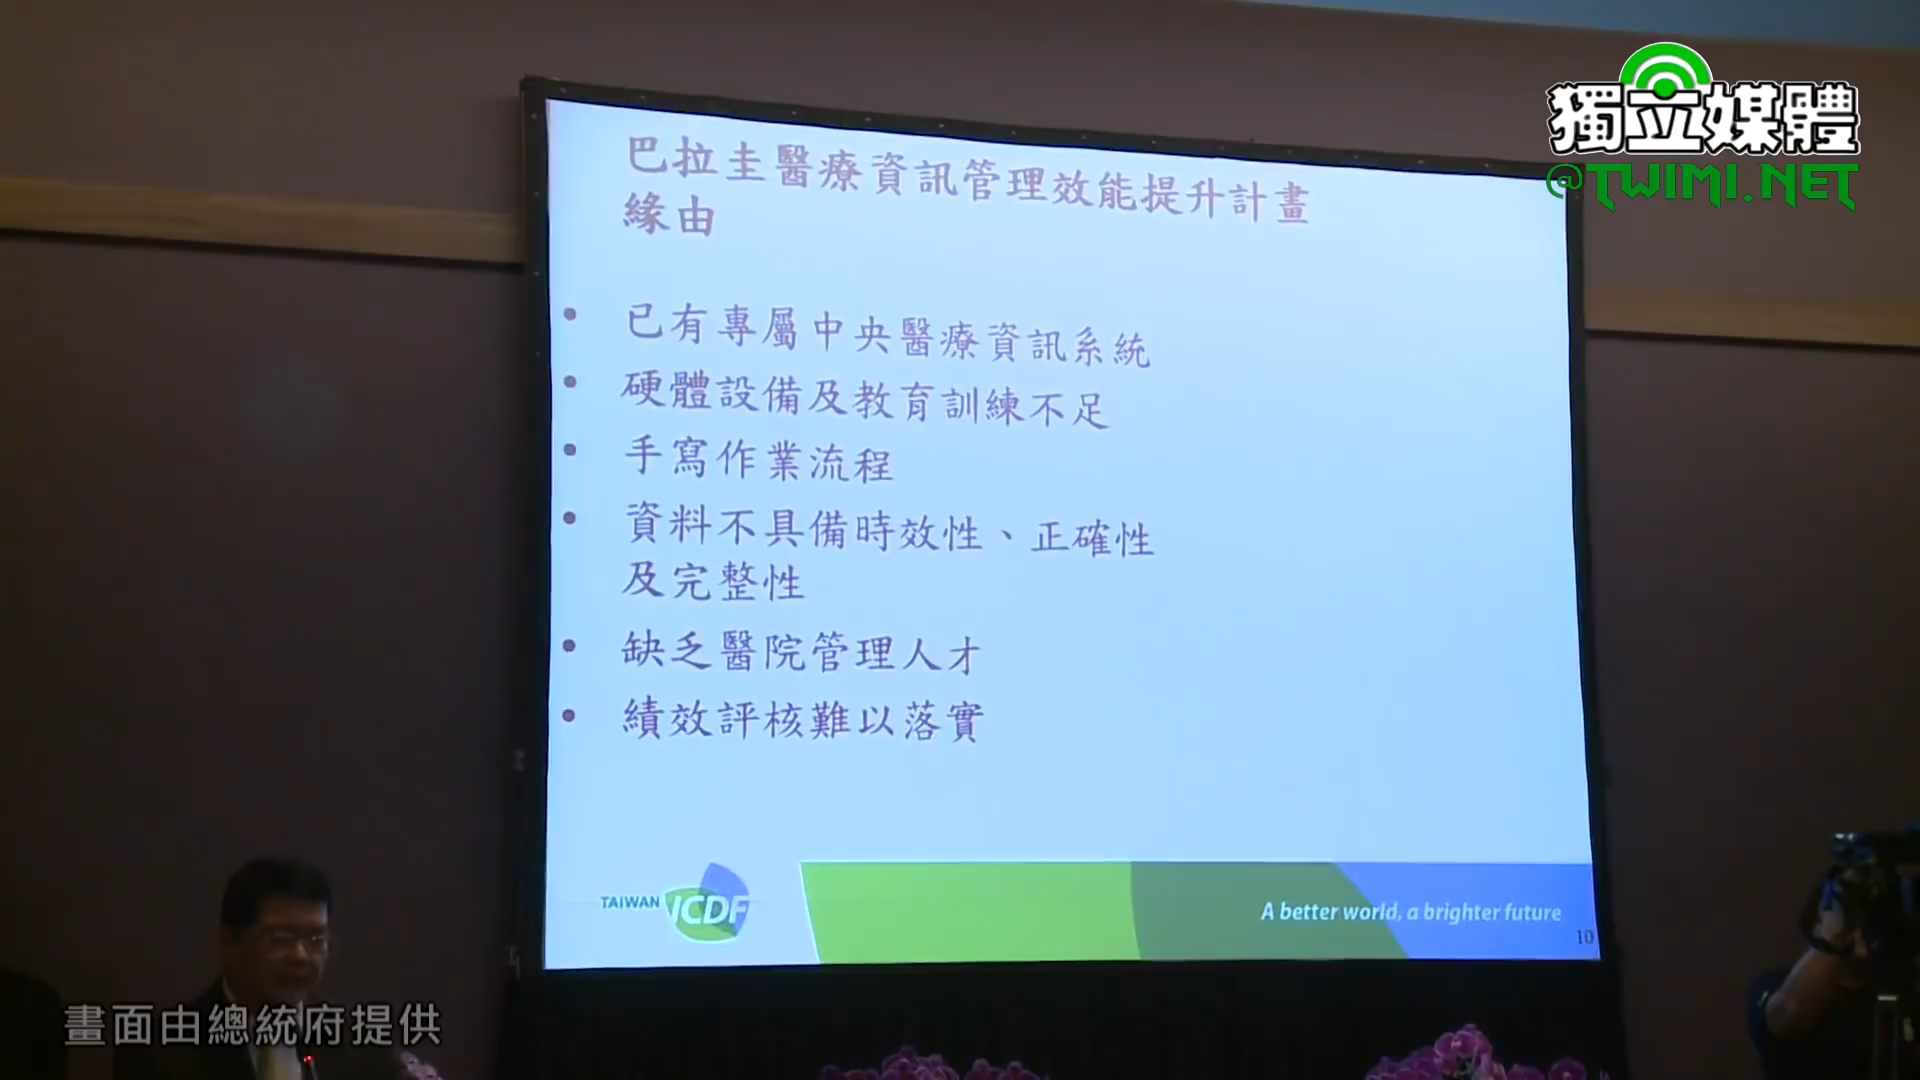 獨立媒體
@TWIMI.NET
巴拉圭醫療資訊管理效能提升計畫
緣由
• 已有專屬中央醫療資訊系統
• 硬體設備及教育訓練不足
• 手寫作業流程
• 資料不具備時效性、正確性
及完整性
• 缺乏醫院管理人才
• 績效評核難以落實
TAIWAN ICDF
A better world, a brighter future
10
畫面由總統府提供